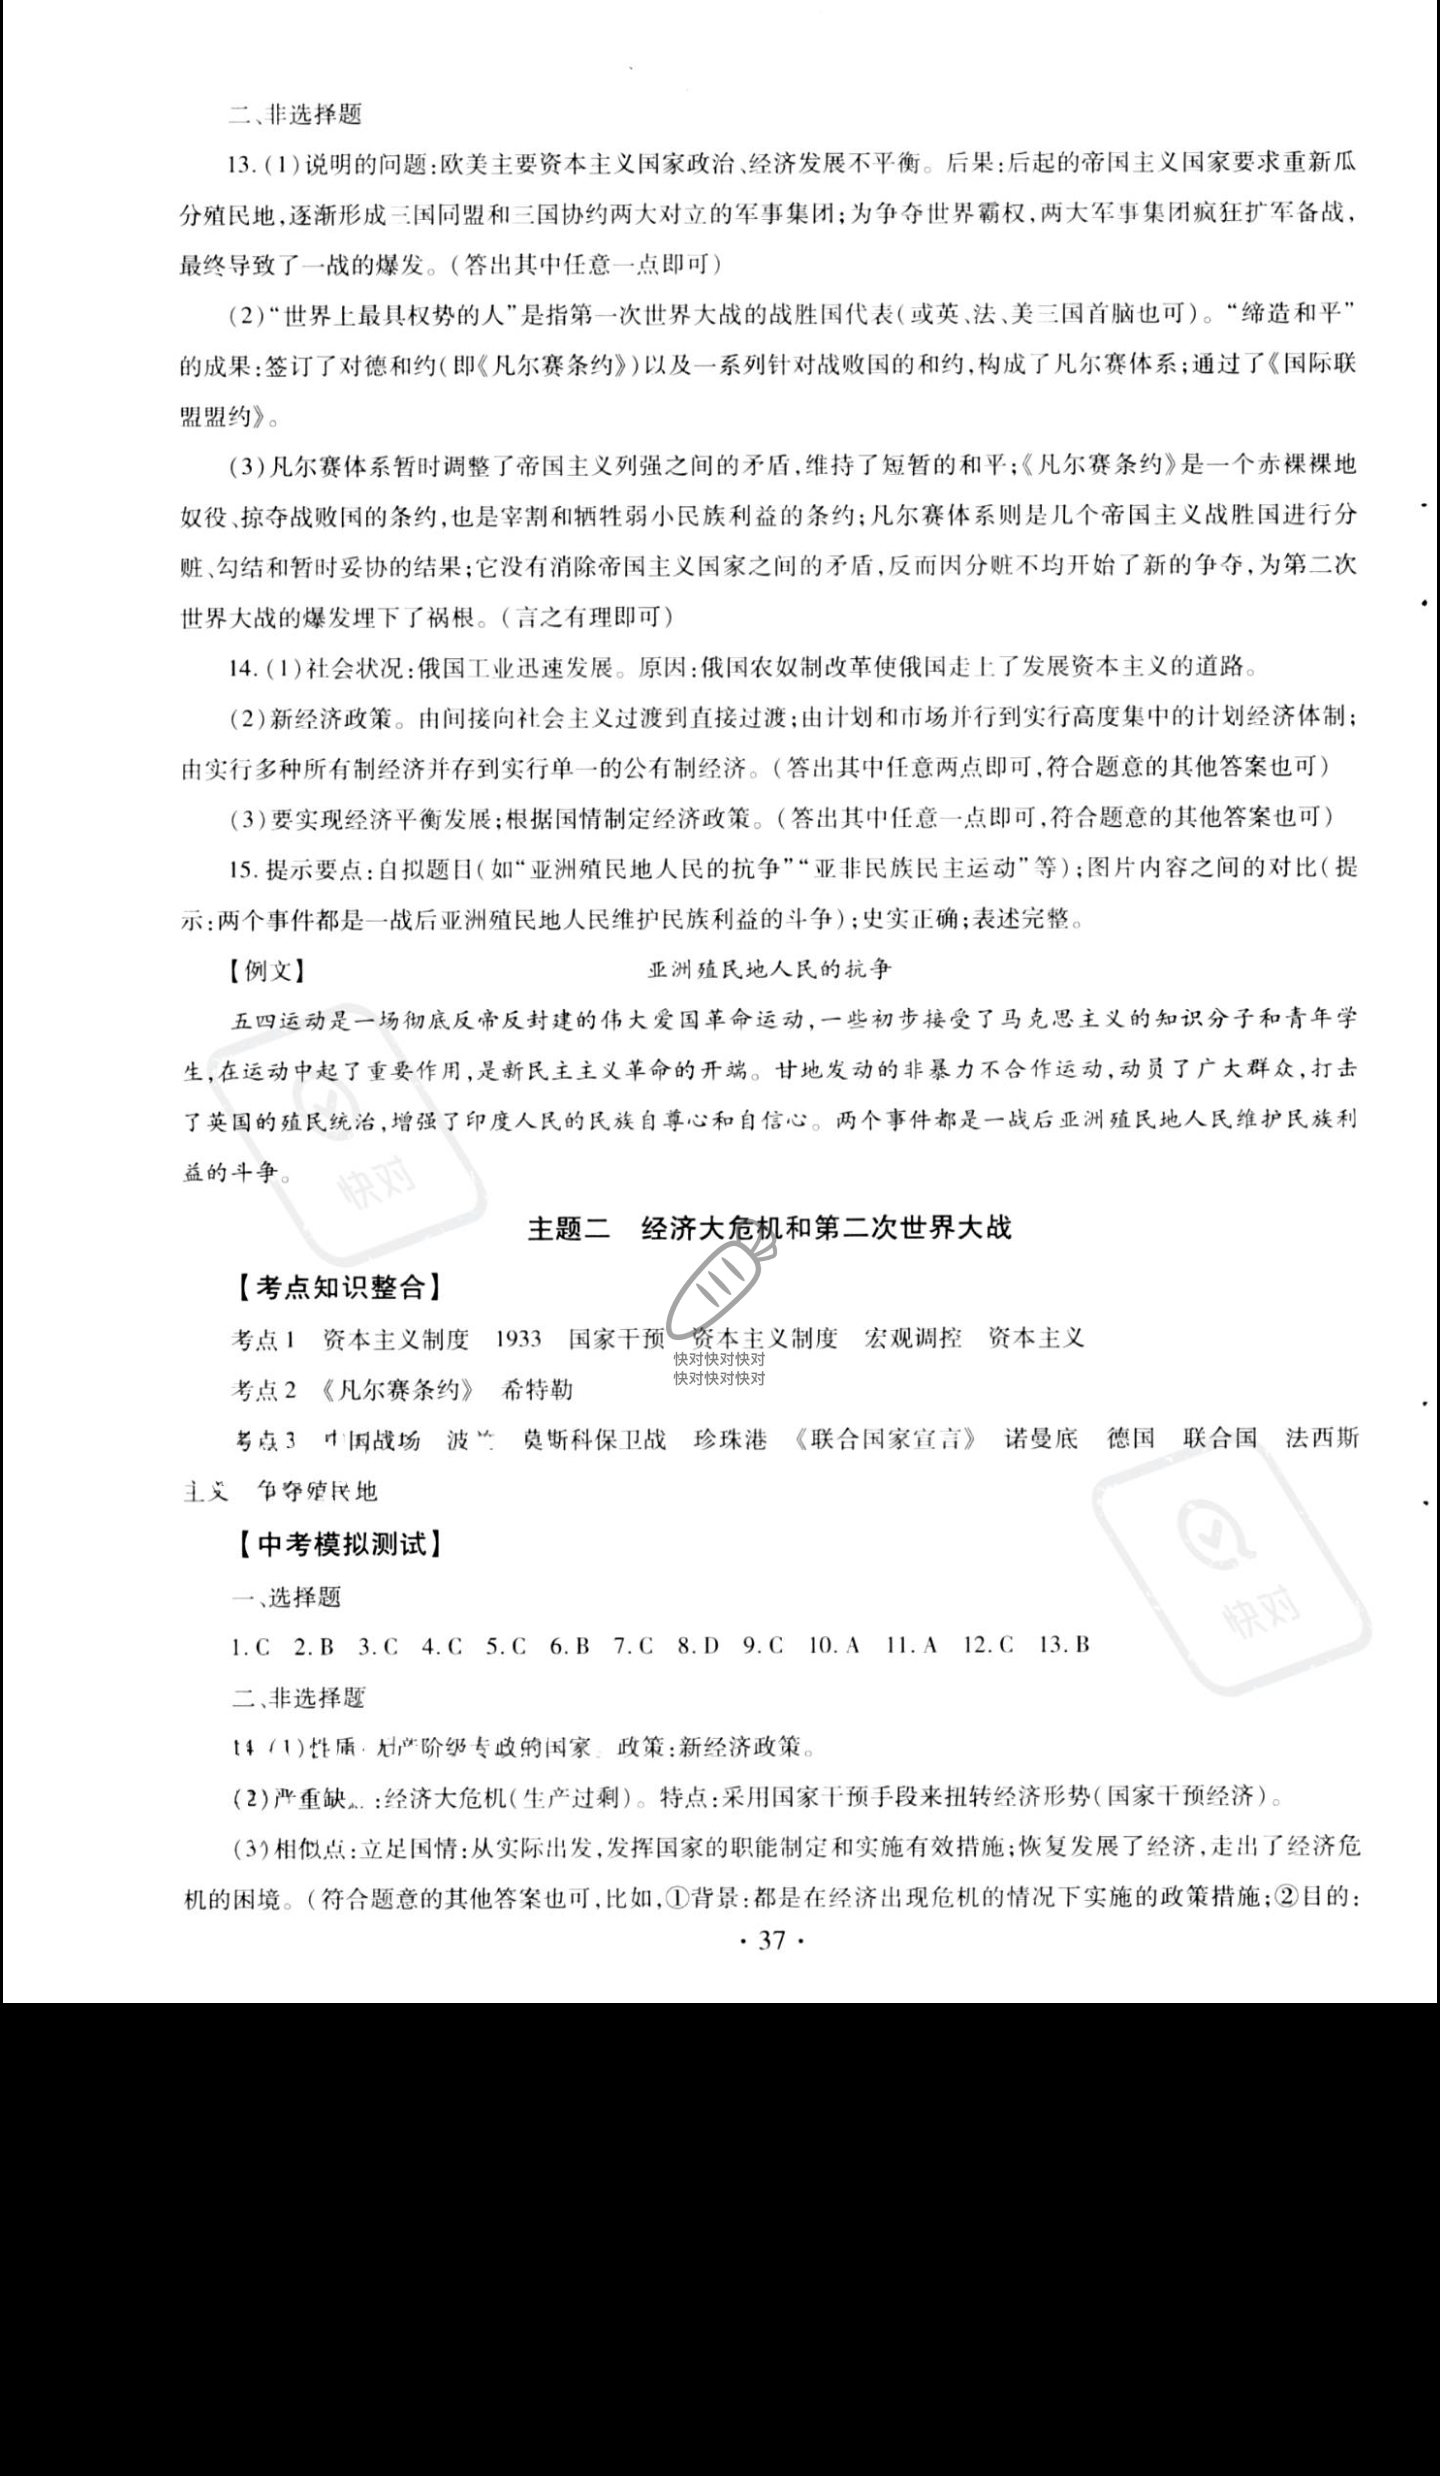 二、非选择题
13.(1)说明的问题:欧美主要资本主义国家政治、经济发展不平衡。后果:后起的帝国主义国家要求重新瓜
分殖民地,逐渐形成三国同盟和三国协约两大对立的军事集团;为争夺世界霸权,两大军事集团疯狂扩军备战,
最终导致了一战的爆发。(答出其中任意一点即可)
(2)“世界上最具权势的人”是指第一次世界大战的战胜国代表(或英、法、美三国首脑也可)。“缔造和平”
的成果:签订了对德和约(即《凡尔赛条约》)以及一系列针对战败国的和约,构成了凡尔赛体系;通过了《国际联
盟盟约》。
(3)凡尔赛体系暂时调整了帝国主义列强之间的矛盾,维持了短暂的和平;《凡尔赛条约》是一个赤裸裸地
奴役、掠夺战败国的条约,也是宰割和牺牲弱小民族利益的条约;凡尔赛体系则是几个帝国主义战胜国进行分
赃、勾结和暂时妥协的结果;它没有消除帝国主义国家之间的矛盾,反而因分赃不均开始了新的争夺,为第二次
世界大战的爆发埋下了祸根。(言之有理即可)
14.(1)社会状况:俄国工业迅速发展。原因:俄国农奴制改革使俄国走上了发展资本主义的道路。
(2)新经济政策。由间接向社会主义过渡到直接过渡;由计划和市场并行到实行高度集中的计划经济体制;
由实行多种所有制经济并存到实行单一的公有制经济。(答出其中任意两点即可,符合题意的其他答案也可)
(3)要实现经济平衡发展;根据国情制定经济政策。(答出其中任意一点即可,符合题意的其他答案也可)
15.提示要点:自拟题目(如“亚洲殖民地人民的抗争”“亚非民族民主运动”等);图片内容之间的对比(提
示:两个事件都是一战后亚洲殖民地人民维护民族利益的斗争);史实正确;表述完整。
【例文】 亚洲殖民地人民的抗争
五四运动是一场彻底反帝反封建的伟大爱国革命运动,一些初步接受了马克思主义的知识分子和青年学
生,在运动中起了重要作用,是新民主主义革命的开端。甘地发动的非暴力不合作运动,动员了广大群众,打击
了英国的殖民统治,增强了印度人民的民族自尊心和自信心。两个事件都是一战后亚洲殖民地人民维护民族利
益的斗争。
快对
主题二 经济大危机和第二次世界大战
【考点知识整合】
考点1 资本主义制度 1933 国家干预 资本主义制度 宏观调控 资本主义
快对快对快对
快对快对快对
考点2 《凡尔赛条约》 希特勒
考点3 中国战场 波兰 莫斯科保卫战 珍珠港 《联合国家宣言》 诺曼底 德国 联合国 法西斯
主义 争夺殖民地
【中考模拟测试】
一、选择题
快对
1.C 2.B 3.C 4.C 5.C 6.B 7.C 8.D 9.C 10.A 11.A 12.C 13.B
二、非选择题
14.(1)性质:无产阶级专政的国家。政策:新经济政策。
(2)严重缺:经济大危机(生产过剩)。特点:采用国家干预手段来扭转经济形势(国家干预经济)。
(3)相似点:立足国情;从实际出发,发挥国家的职能制定和实施有效措施;恢复发展了经济,走出了经济危
机的困境。(符合题意的其他答案也可,比如,①背景:都是在经济出现危机的情况下实施的政策措施;②目的:
·37·